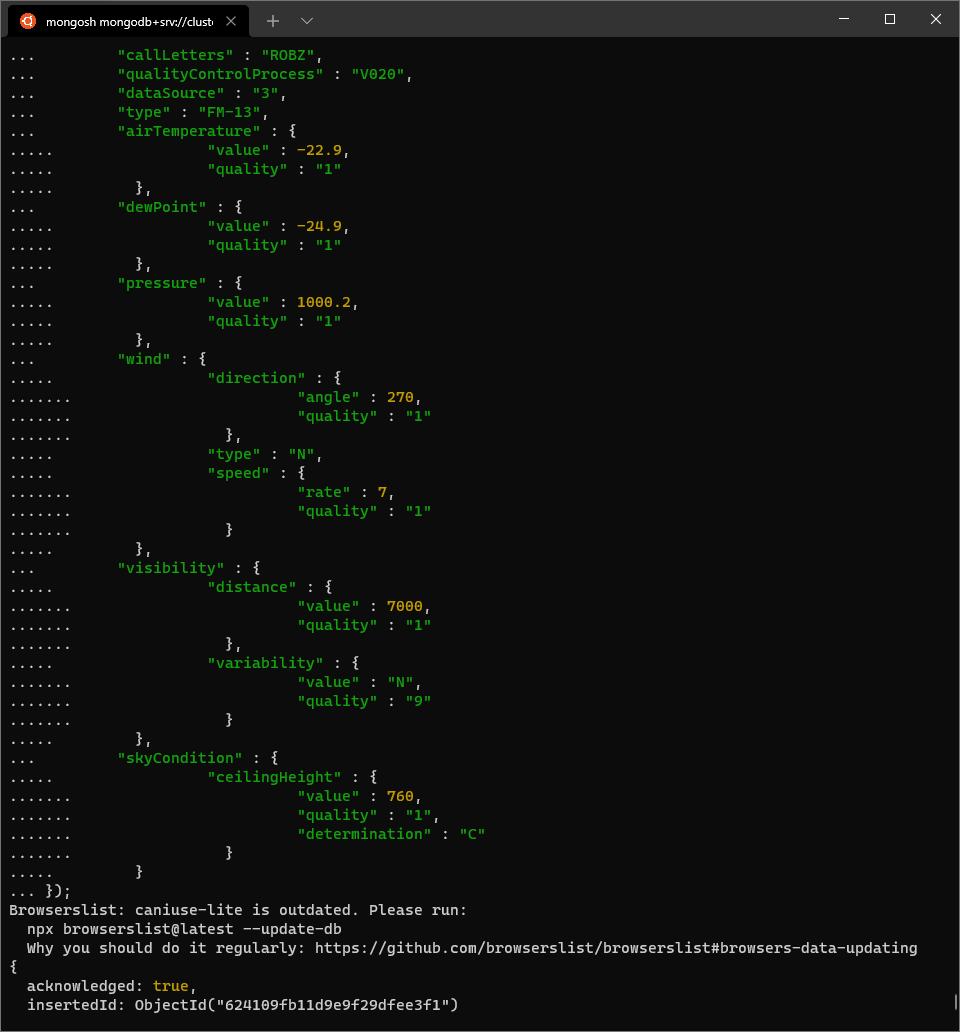 mongosh mongodb+srv://cluste
...         "callLetters" : "ROBZ",
...         "qualityControlProcess" : "V020",
...         "dataSource" : "3",
...         "type" : "FM-13",
...         "airTemperature" : {
.....                 "value" : -22.9,
.....                 "quality" : "1"
.....         },
...         "dewPoint" : {
.....                 "value" : -24.9,
.....                 "quality" : "1"
.....         },
...         "pressure" : {
.....                 "value" : 1000.2,
.....                 "quality" : "1"
.....         },
...         "wind" : {
.....                 "direction" : {
.......                         "angle" : 270,
.......                         "quality" : "1"
.......                 },
.....                 "type" : "N",
.....                 "speed" : {
.......                         "rate" : 7,
.......                         "quality" : "1"
.......                 }
.....         },
...         "visibility" : {
.....                 "distance" : {
.......                         "value" : 7000,
.......                         "quality" : "1"
.......                 },
.....                 "variability" : {
.......                         "value" : "N",
.......                         "quality" : "9"
.......                 }
.....         },
...         "skyCondition" : {
.....                 "ceilingHeight" : {
.......                         "value" : 760,
.......                         "quality" : "1",
.......                         "determination" : "C"
.......                 }
.....         }
... });
Browserslist: caniuse-lite is outdated. Please run:
  npx browserslist@latest --update-db
  Why you should do it regularly: https://github.com/browserslist/browserslist#browsers-data-updating
{
  acknowledged: true,
  insertedId: ObjectId("624109fb11d9e9f29dfee3f1")